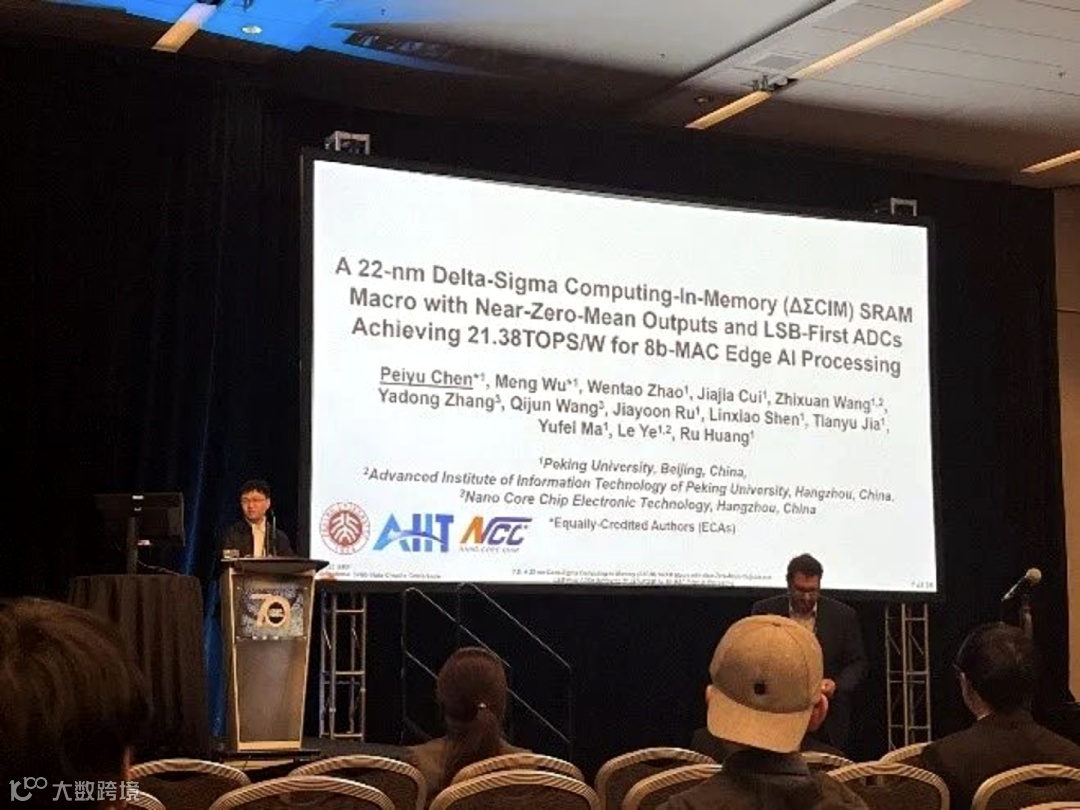 A 22-nm Delta-Sigma Computing-In-Memory (ΔΣCIM) SRAM
Macro with Near-Zero-Mean Outputs and LSB-First ADCs
Achieving 21.38TOPS/W for 8b-MAC Edge AI Processing
Peiyu Chen*1, Meng Wu*1, Wentao Zhao1, Jiajia Cui1, Zhixuan Wang1,2,
Yadong Zhang3, Qijun Wang3, Jiayoon Ru1, Linxiao Shen1, Tianyu Jia1,
Yufei Ma1, Le Ye1,2, Ru Huang1
1Peking University, Beijing, China,
2Advanced Institute of Information Technology of Peking University, Hangzhou, China,
3Nano Core Chip Electronic Technology, Hangzhou, China
*Equally-Credited Authors (ECAs)
AIIT
NCC
NANO CORE CHIP
70
大数跨境